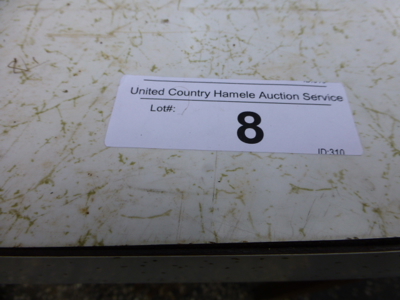 United Country Hamele Auction Service
Lot#:
8
ID:310